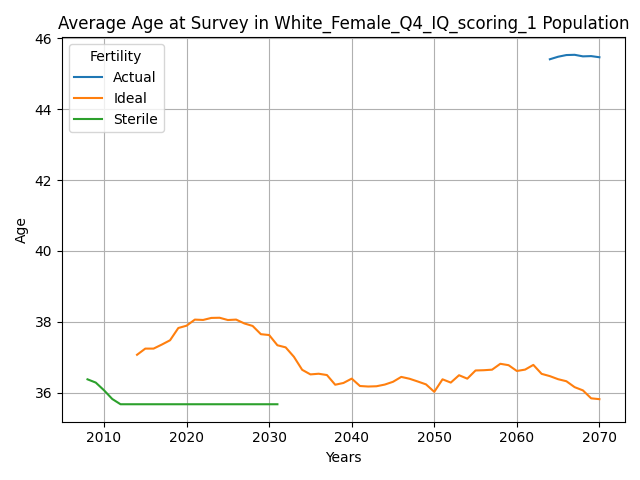 Average Age at Survey in White_Female_Q4_IQ_scoring_1 Population
Fertility
Actual
Ideal
Sterile
46
44
42
40
38
36
Age
2010 2020 2030 2040 2050 2060 2070
Years